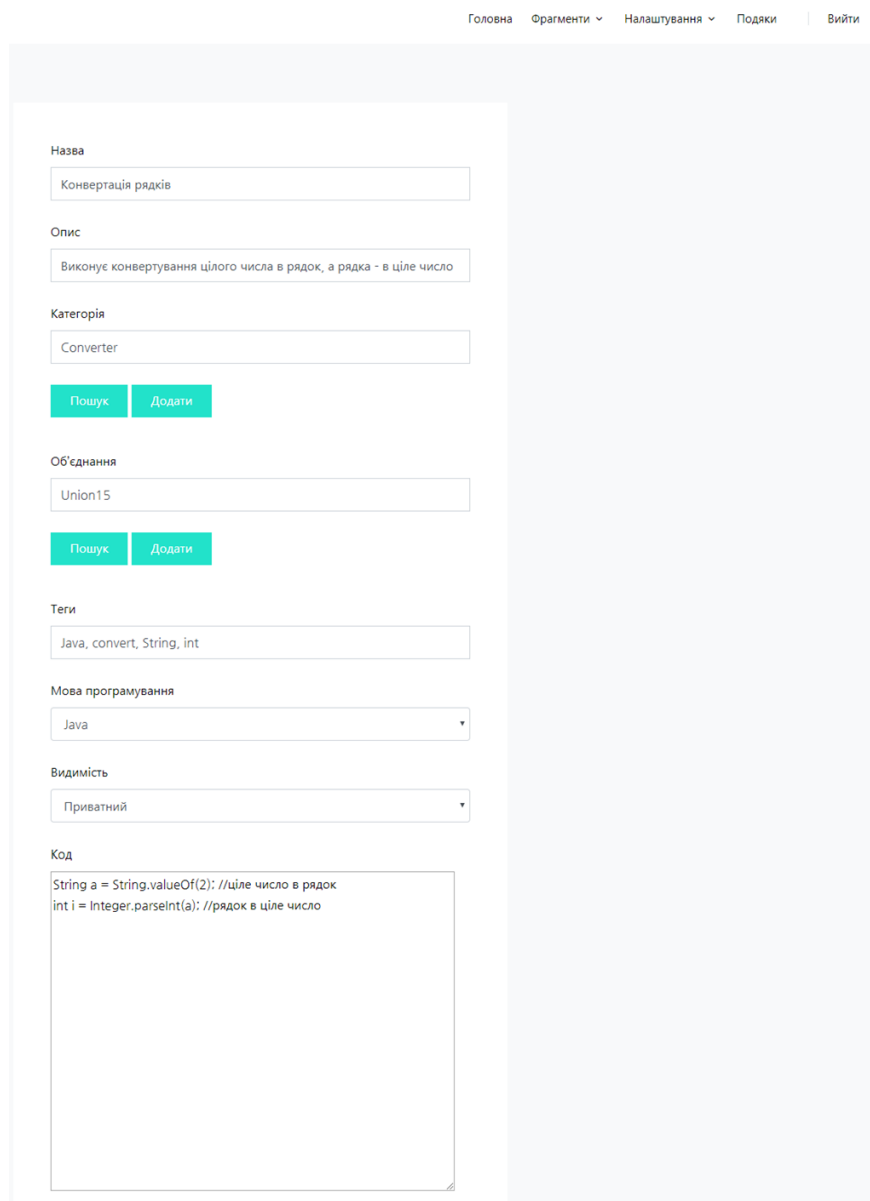 Головна Фрагменти Налаштування Подяки Вийти
Назва
Конвертація рядків
Опис
Виконує конвертування цілого числа в рядок, а рядка - в ціле число
Категорія
Converter
Пошук Додати
Об'єднання
Union15
Пошук Додати
Теги
Java, convert, String, int
Мова програмування
Java
Видимість
Приватний
Код
String a = String.valueOf(2); //ціле число в рядок
int i = Integer.parseInt(a); //рядок в ціле число